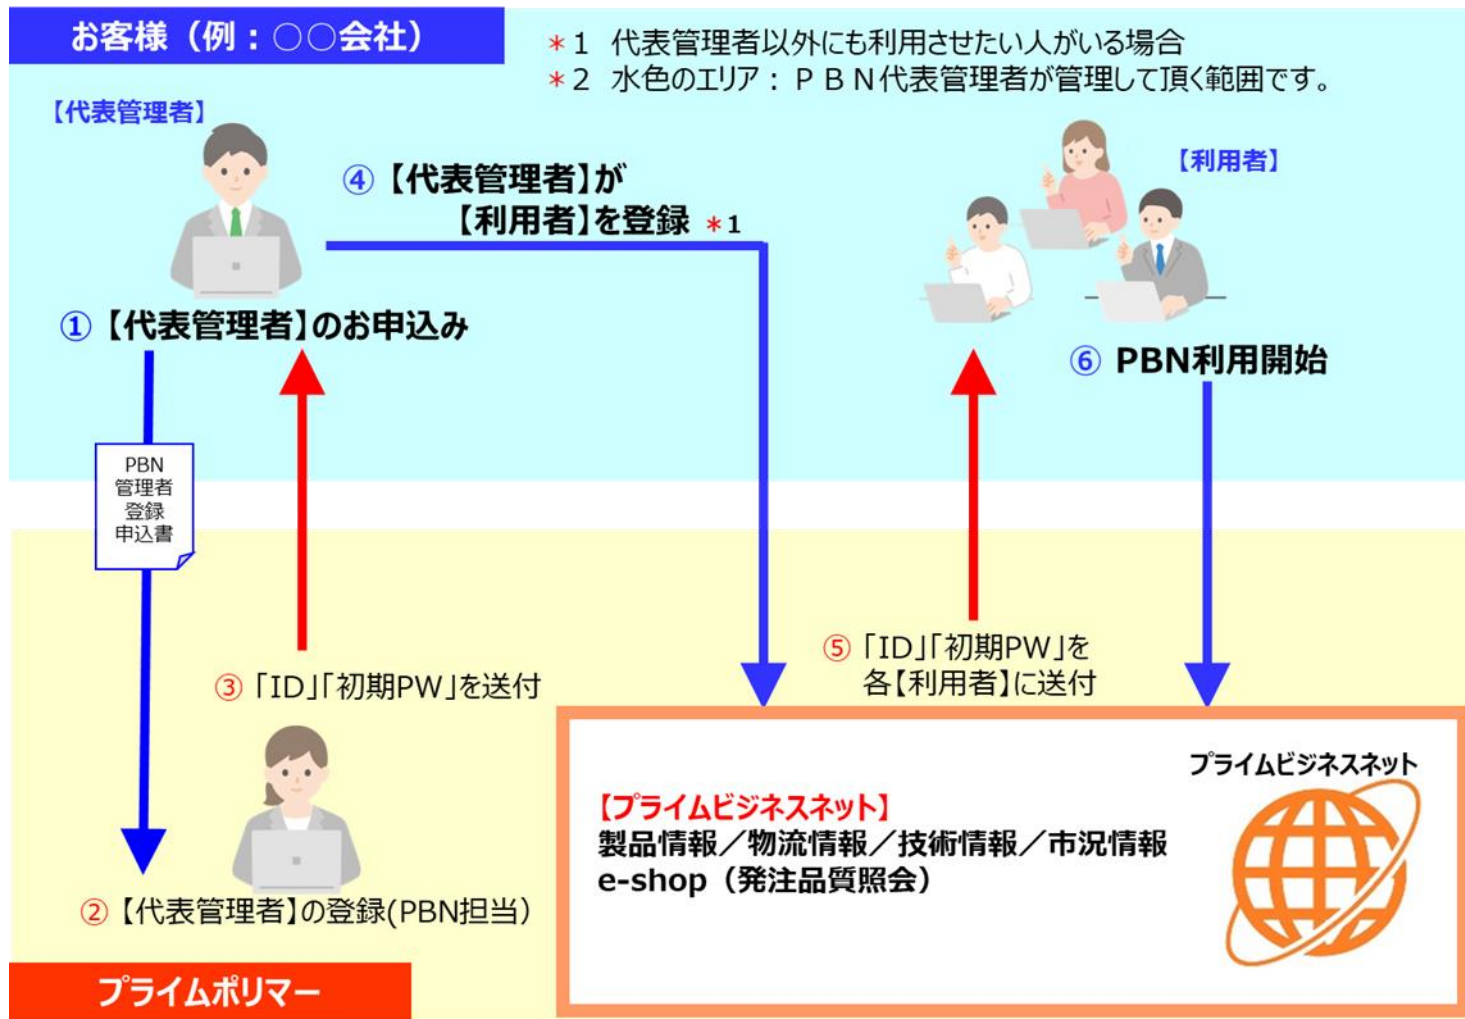 お客様（例：○○会社）
＊1 代表管理者以外にも利用させたい人がいる場合
＊2 水色のエリア：ＰＢＮ代表管理者が管理して頂く範囲です。
【代表管理者】
【利用者】
④【代表管理者】が
【利用者】を登録 ＊1
①【代表管理者】のお申込み
⑥ PBN利用開始
PBN
管理者
登録
申込書
③「ID」「初期PW」を送付
⑤「ID」「初期PW」を
各【利用者】に送付
②【代表管理者】の登録(PBN担当）
プライムビジネスネット
【プライムビジネスネット】
製品情報／物流情報／技術情報／市況情報
e-shop（発注品質照会）
プライムポリマー